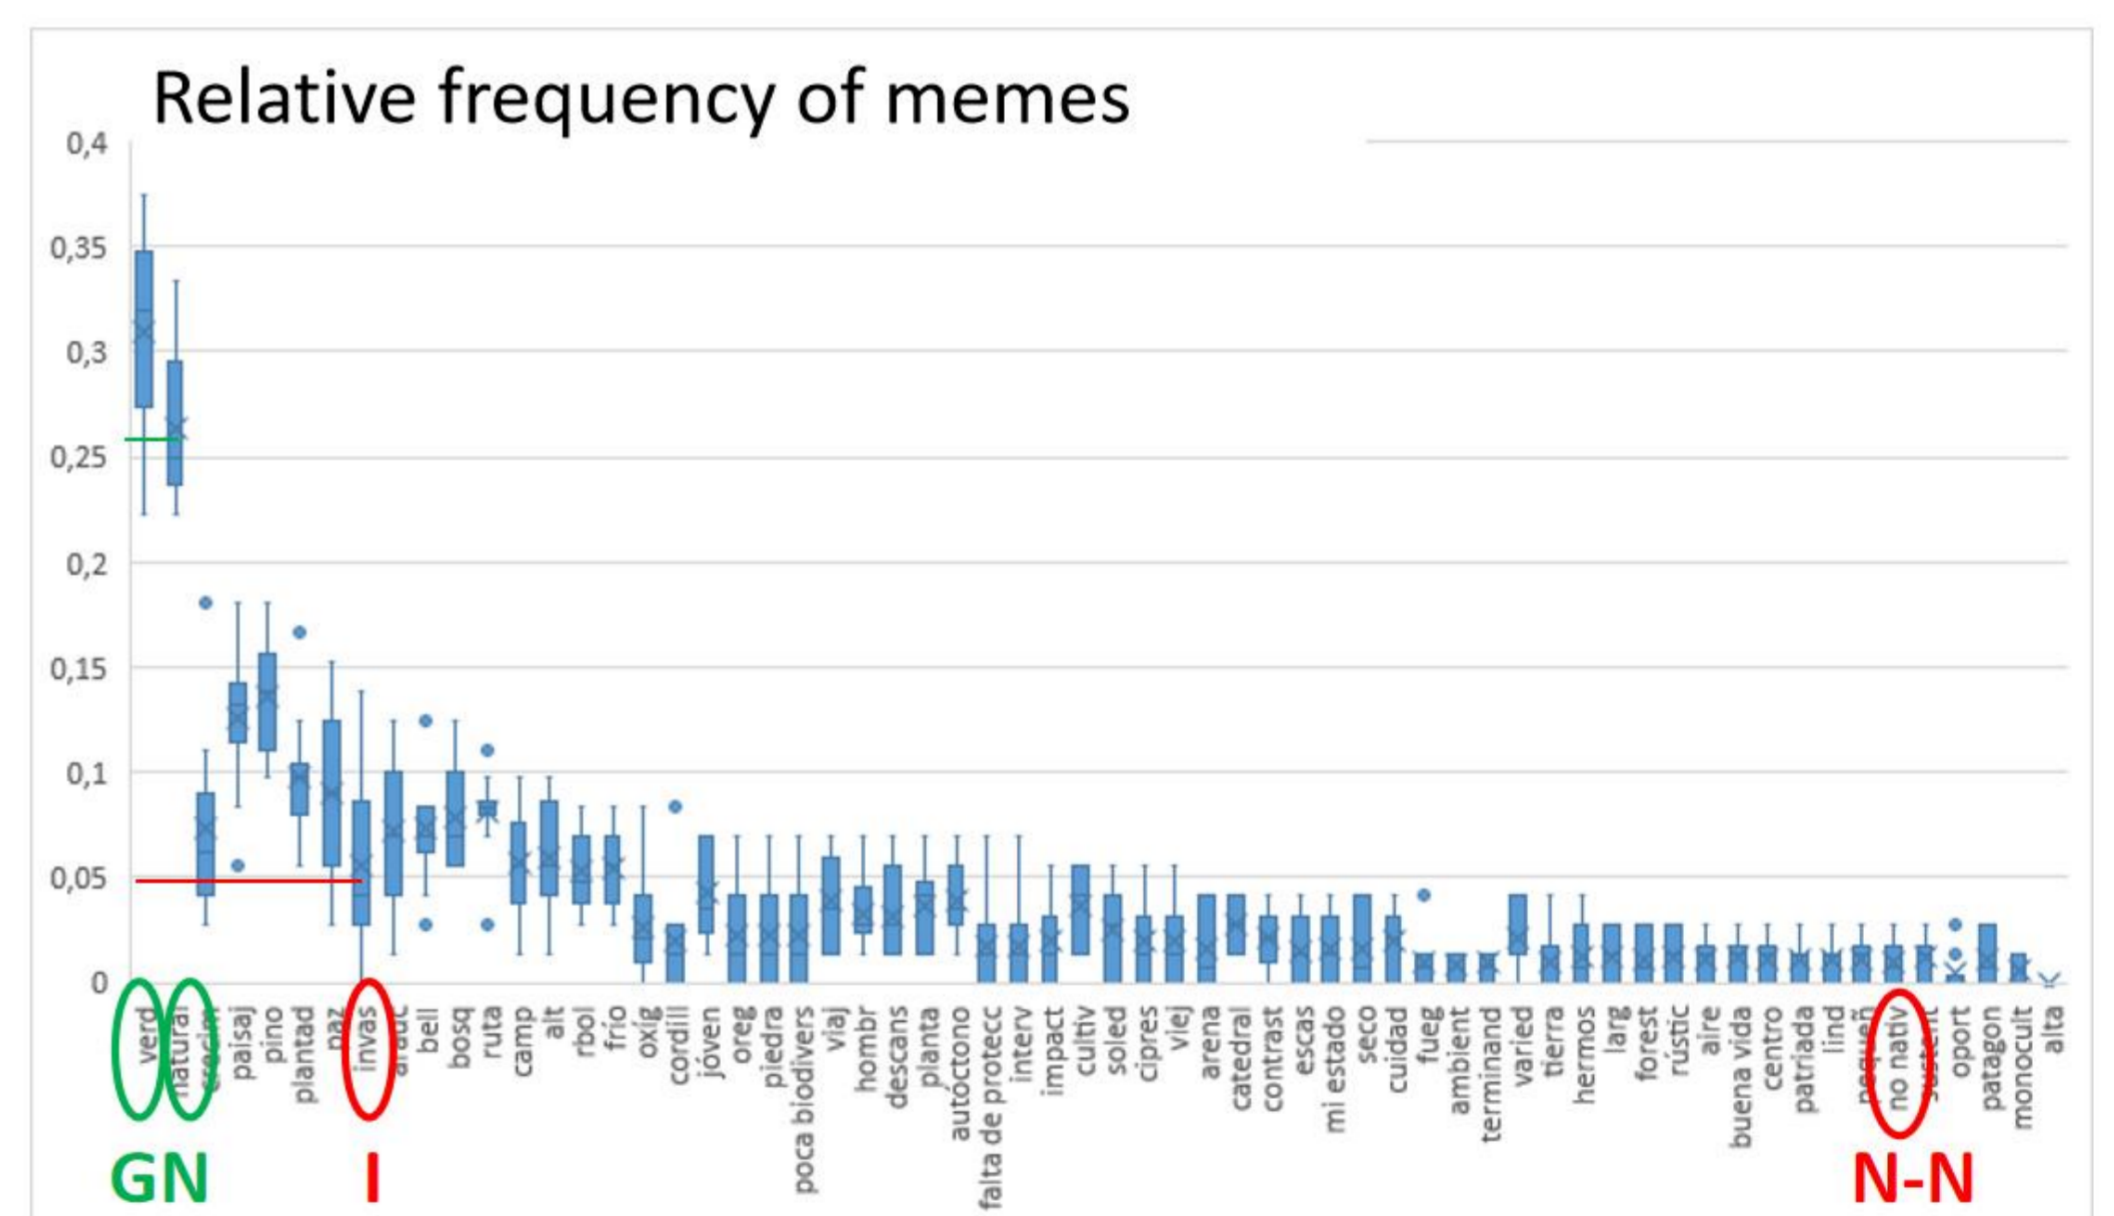 Relative frequency of memes
0,4
0,35
0,3
0,25
0,2
0,15
0,1
0,05
0
verd
natural
crecim
paisaj
pino
plantad
paz
invas
arauc
bell
bosq
ruta
camp
alt
rbol
frío
oxíg
cordill
jóven
oreg
piedra
poca biodivers
viaj
hombr
descans
planta
autóctono
falta de protecc
interv
impact
cultiv
soled
cipres
viej
arena
catedral
contrast
escas
mi estado
seco
cuidad
fueg
ambient
terminand
varied
tierra
hermos
larg
forest
rústic
aire
buena vida
centro
patriada
lind
pequeñ
no nativ
sustent
oport
patagon
monocult
alta
GN
I
N-N